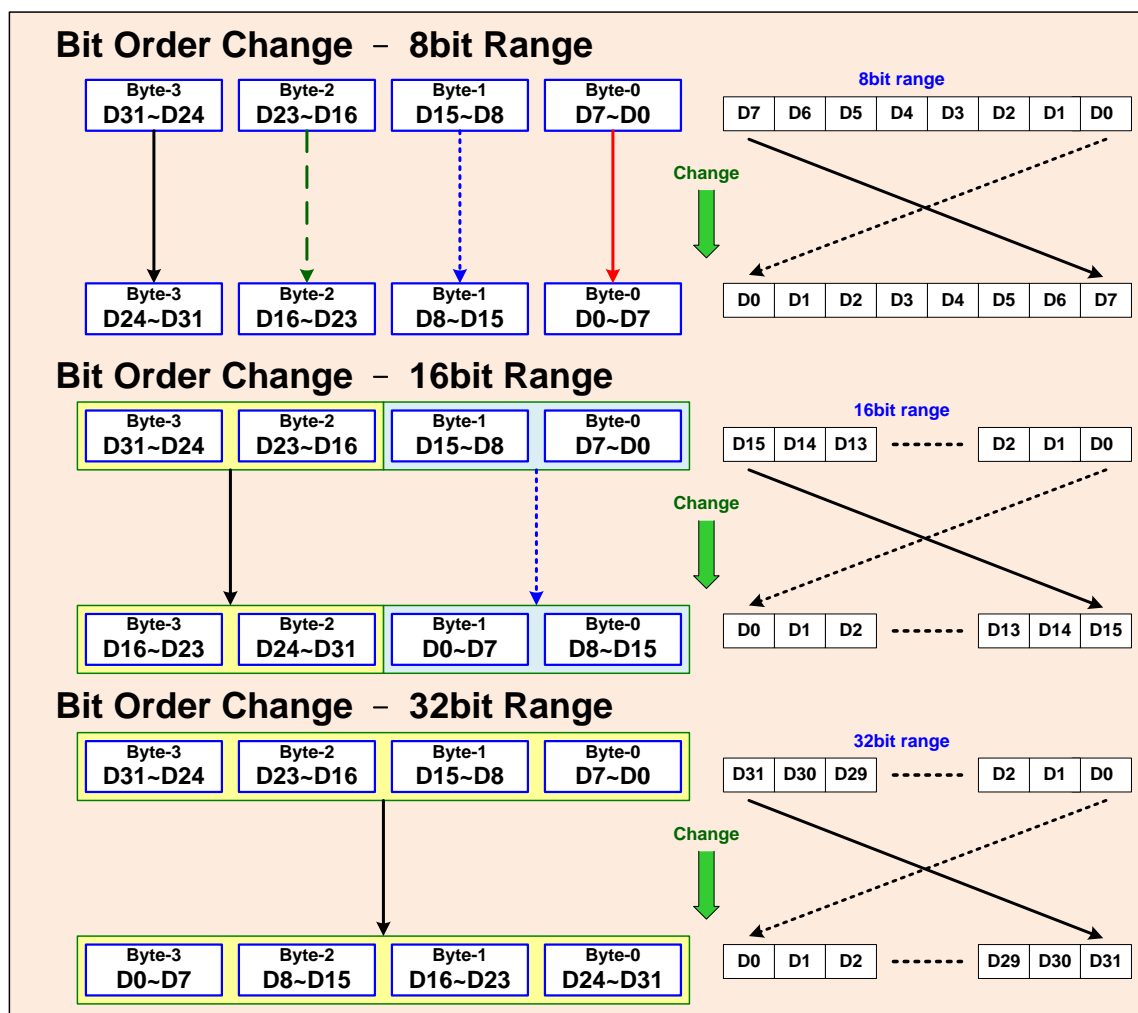 Bit Order Change – 8bit Range
Byte-3 Byte-2 Byte-1 Byte-0
D31~D24 D23~D16 D15~D8 D7~D0
8bit range
D7 D6 D5 D4 D3 D2 D1 D0
Change
Byte-3 Byte-2 Byte-1 Byte-0
D24~D31 D16~D23 D8~D15 D0~D7
D0 D1 D2 D3 D4 D5 D6 D7
Bit Order Change – 16bit Range
Byte-3 Byte-2 Byte-1 Byte-0
D31~D24 D23~D16 D15~D8 D7~D0
16bit range
D15 D14 D13 D2 D1 D0
Change
Byte-3 Byte-2 Byte-1 Byte-0
D16~D23 D24~D31 D0~D7 D8~D15
D0 D1 D2 D13 D14 D15
Bit Order Change – 32bit Range
Byte-3 Byte-2 Byte-1 Byte-0
D31~D24 D23~D16 D15~D8 D7~D0
32bit range
D31 D30 D29 D2 D1 D0
Change
Byte-3 Byte-2 Byte-1 Byte-0
D0~D7 D8~D15 D16~D23 D24~D31
D0 D1 D2 D29 D30 D31